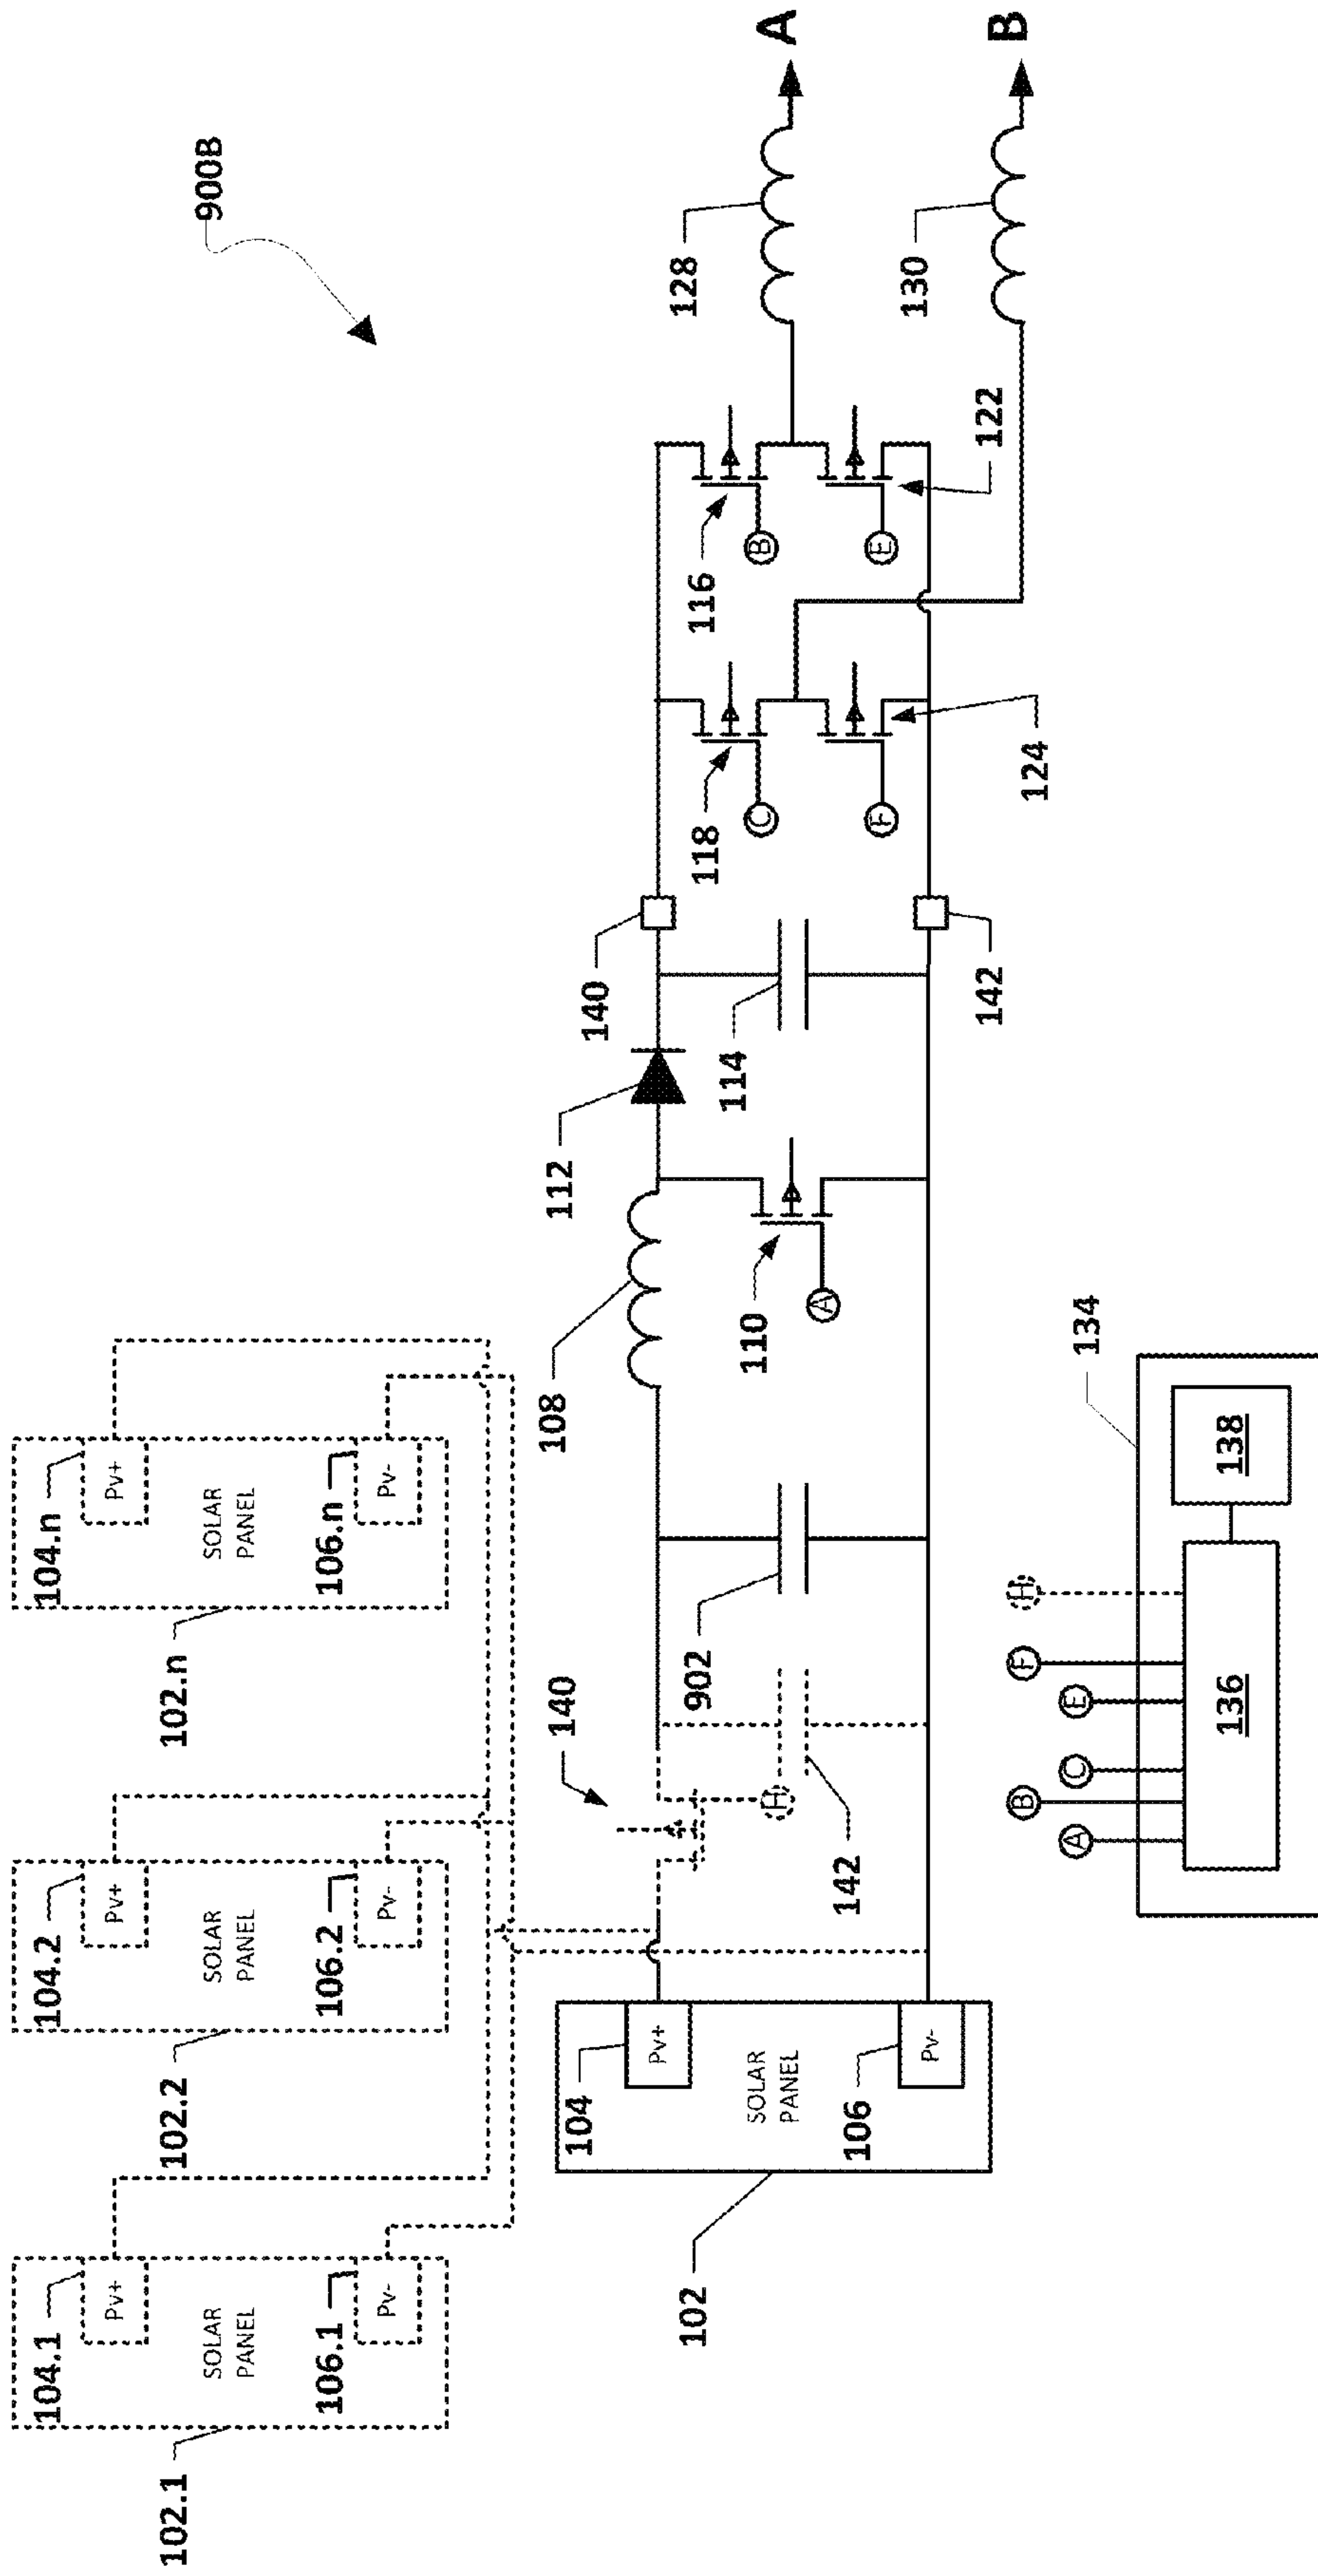 104.1
Pv+
SOLAR
PANEL
106.1
Pv-
102.1
104.2
Pv+
SOLAR
PANEL
106.2
Pv-
102.2
104.n
Pv+
SOLAR
PANEL
106.n
Pv-
102.n
900B
104
Pv+
SOLAR
PANEL
106
Pv-
102
140
H
142
902
108
110
A
112
114
140
142
118
C
F
124
116
B
E
122
128
A
130
B
A
B
C
E
F
H
134
136
138